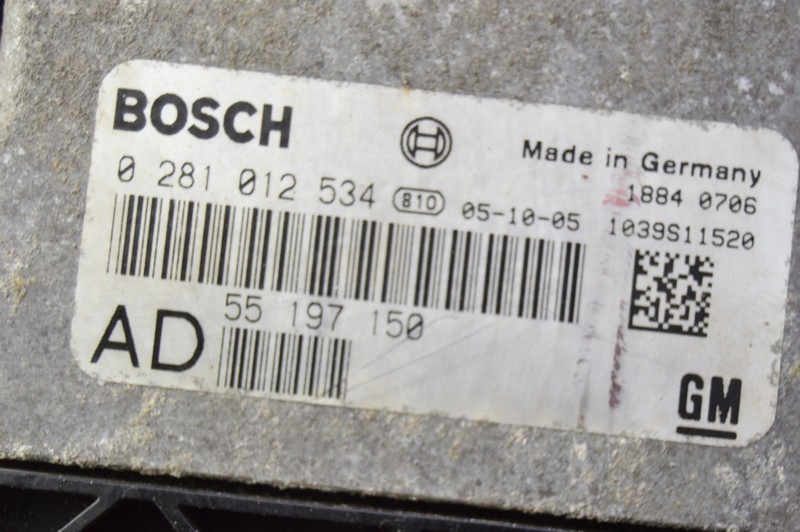 BOSCH
Made in Germany
0 281 012 534 810 05-10-05
1884 0706
1039S11520
AD
55 197 150
GM